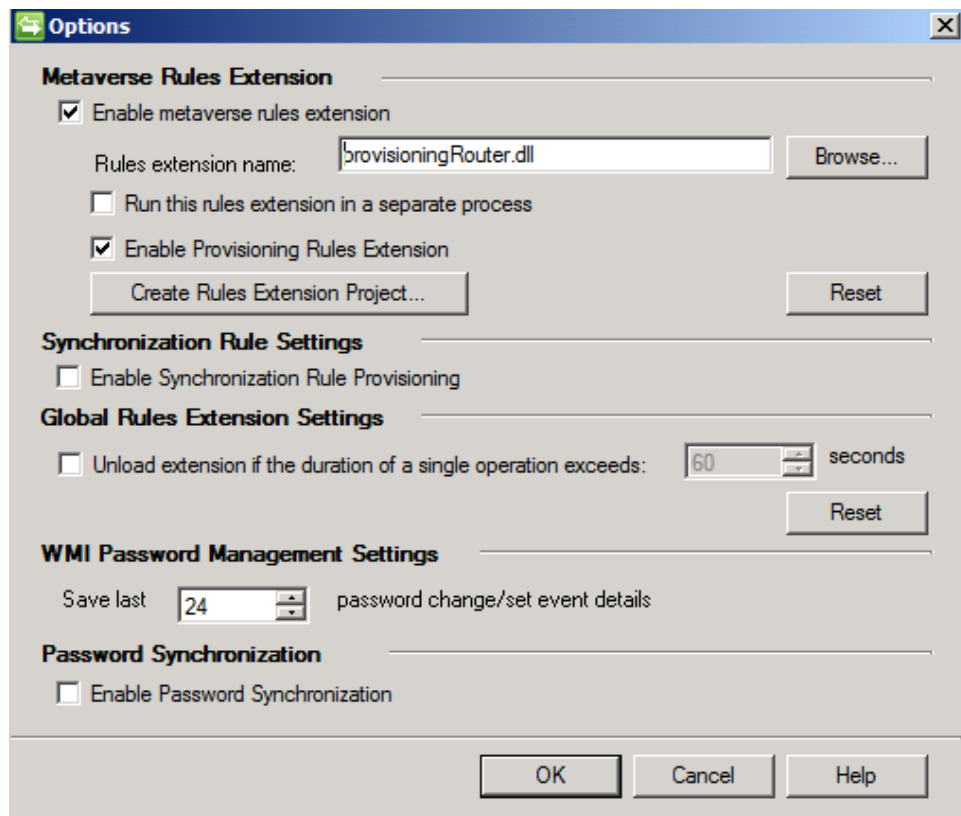 Options
Metaverse Rules Extension
Enable metaverse rules extension
Rules extension name: provisioningRouter.dll Browse...
Run this rules extension in a separate process
Enable Provisioning Rules Extension
Create Rules Extension Project... Reset
Synchronization Rule Settings
Enable Synchronization Rule Provisioning
Global Rules Extension Settings
Unload extension if the duration of a single operation exceeds: 60 seconds
Reset
WMI Password Management Settings
Save last 24 password change/set event details
Password Synchronization
Enable Password Synchronization
OK Cancel Help